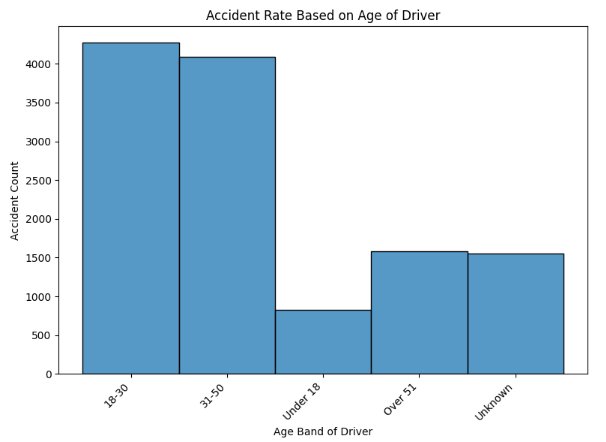 Accident Rate Based on Age of Driver
Accident Count
4000
3500
3000
2500
2000
1500
1000
500
0
18-30
31-50
Under 18
Over 51
Unknown
Age Band of Driver